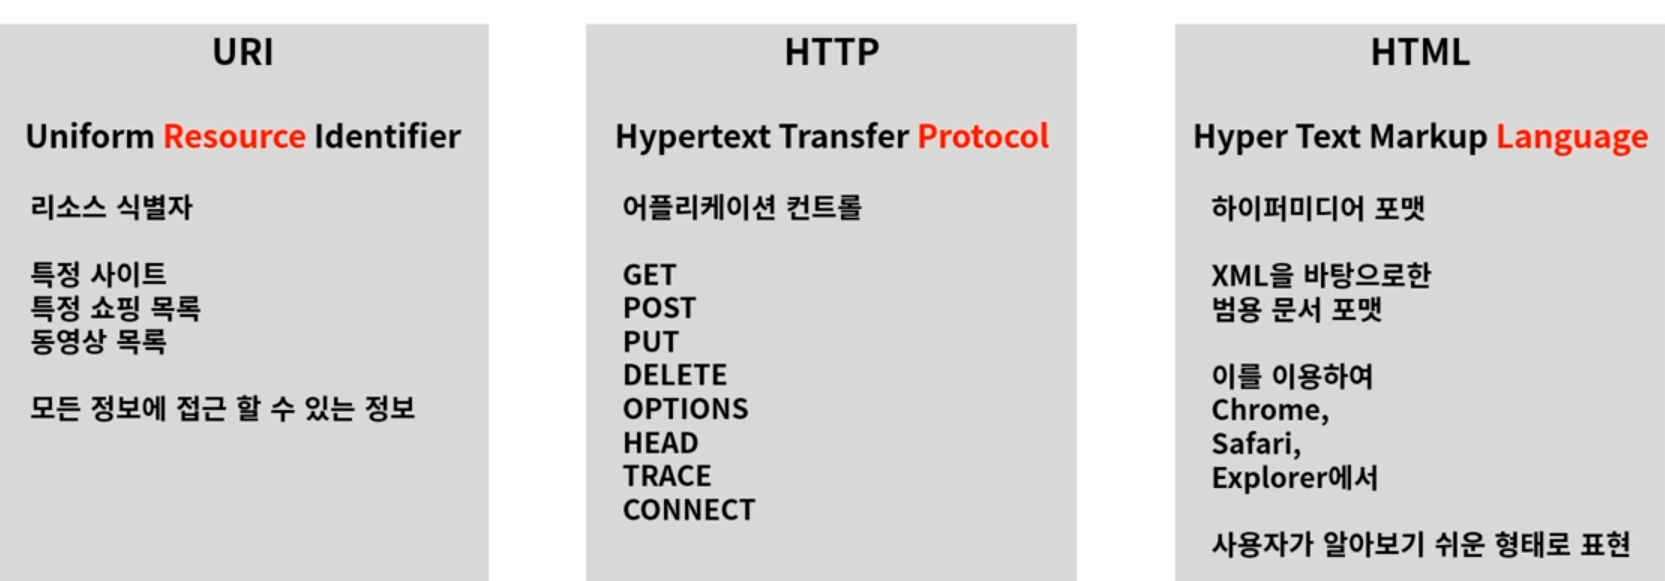 URI
Uniform Resource Identifier
리소스 식별자
특정 사이트
특정 쇼핑 목록
동영상 목록
모든 정보에 접근 할 수 있는 정보
HTTP
Hypertext Transfer Protocol
어플리케이션 컨트롤
GET
POST
PUT
DELETE
OPTIONS
HEAD
TRACE
CONNECT
HTML
Hyper Text Markup Language
하이퍼미디어 포맷
XML을 바탕으로한
범용 문서 포맷
이를 이용하여
Chrome,
Safari,
Explorer에서
사용자가 알아보기 쉬운 형태로 표현